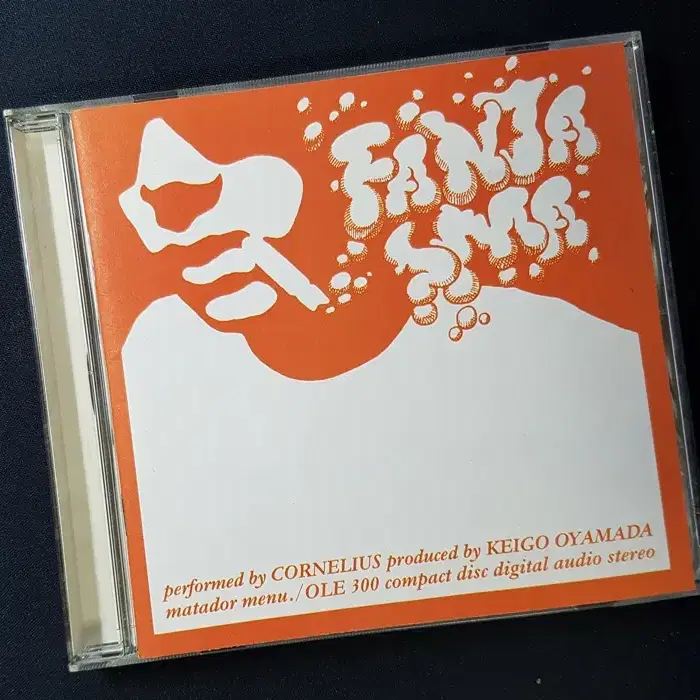 FANTA
SMA
performed by CORNELIUS produced by KEIGO OYAMADA
matador menu./OLE 300 compact disc digital audio stereo